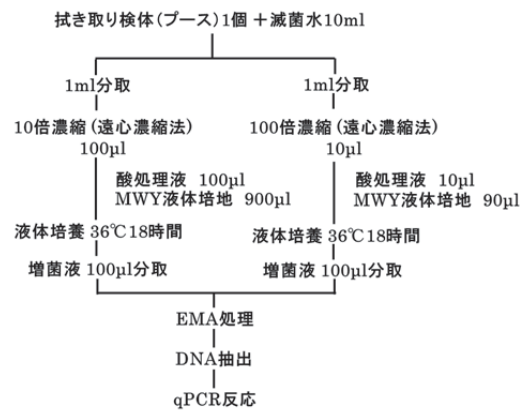 拭き取り検体(プース)1個 +滅菌水10ml
1ml分取
10倍濃縮(遠心濃縮法)
100μl
酸処理液 100μl
MWY液体培地 900μl
液体培養 36℃18時間
増菌液 100μl分取
1ml分取
100倍濃縮(遠心濃縮法)
10μl
酸処理液 10μl
MWY液体培地 90μl
液体培養 36℃18時間
増菌液 100μl分取
EMA処理
DNA抽出
qPCR反応